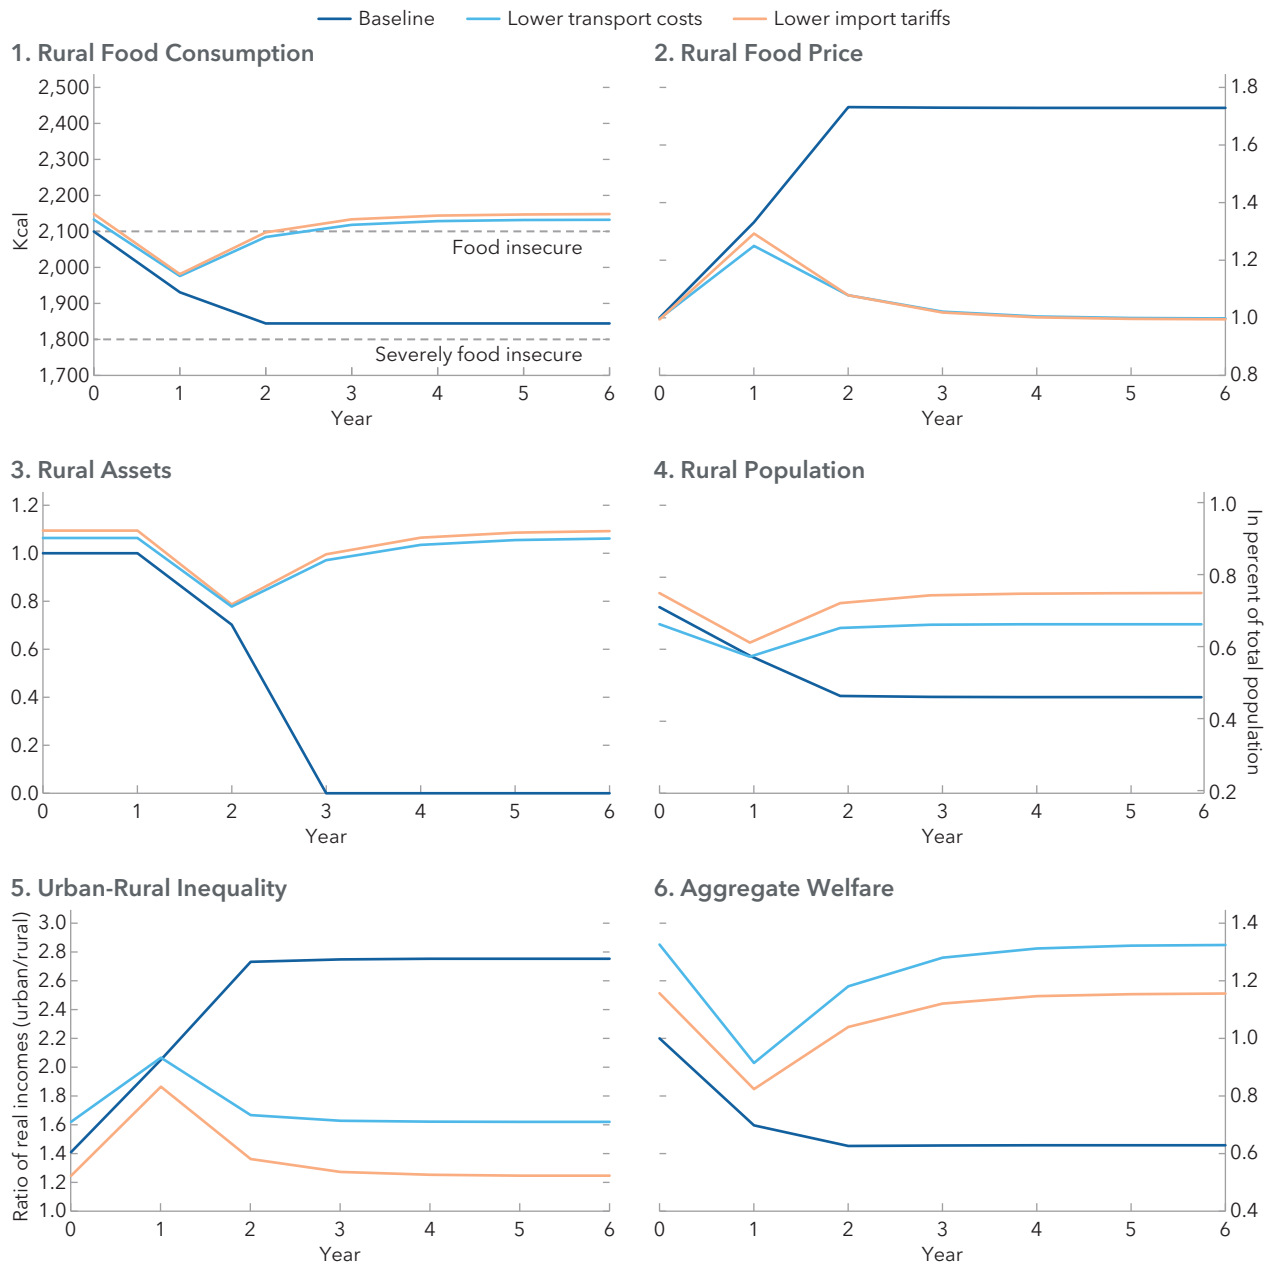 Baseline Lower transport costs Lower import tariffs
1. Rural Food Consumption
Kcal
2,500
2,400
2,300
2,200
2,100
2,000
1,900
1,800
1,700
Food insecure
Severely food insecure
0 1 2 3 4 5 6
Year
2. Rural Food Price
1.8
1.6
1.4
1.2
1.0
0.8
0 1 2 3 4 5 6
Year
3. Rural Assets
1.2
1.0
0.8
0.6
0.4
0.2
0.0
0 1 2 3 4 5 6
Year
4. Rural Population
1.0
0.8
0.6
0.4
0.2
In percent of total population
0 1 2 3 4 5 6
Year
5. Urban-Rural Inequality
Ratio of real incomes (urban/rural)
3.0
2.8
2.6
2.4
2.2
2.0
1.8
1.6
1.4
1.2
1.0
0 1 2 3 4 5 6
Year
6. Aggregate Welfare
1.4
1.2
1.0
0.8
0.6
0.4
0 1 2 3 4 5 6
Year